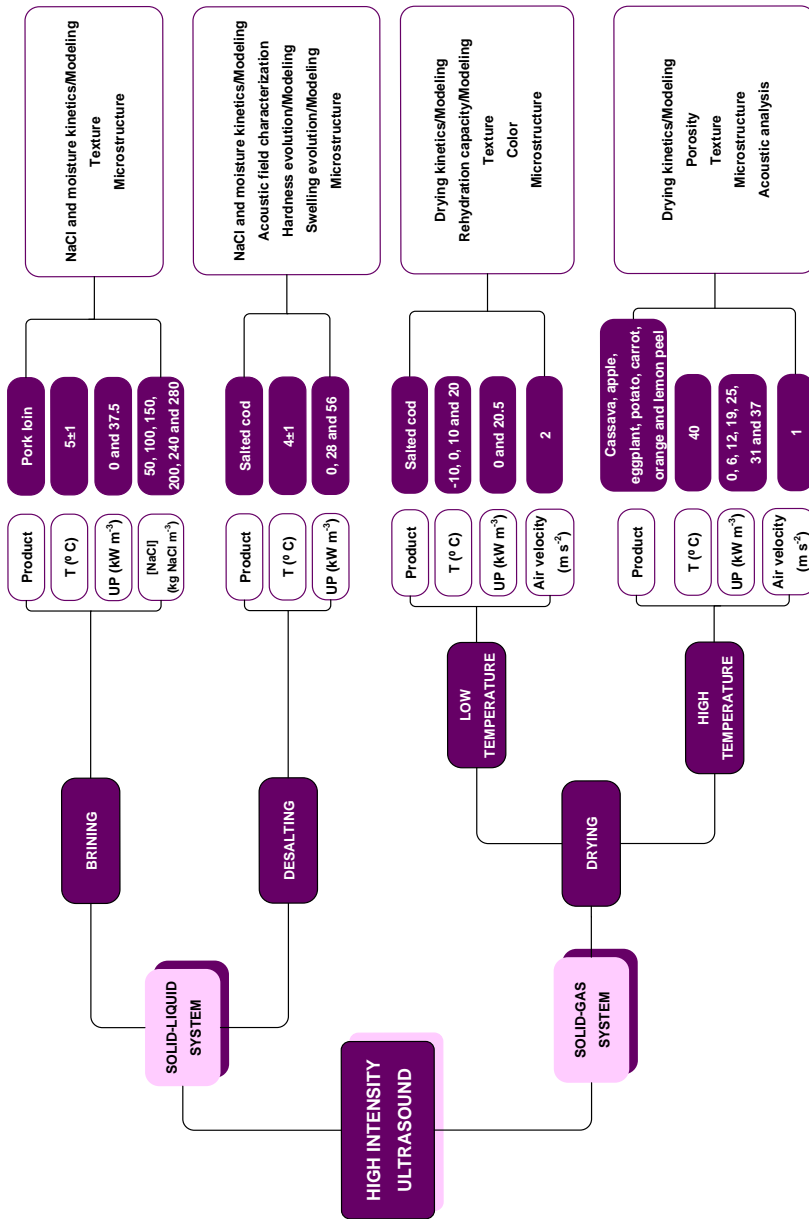 HIGH INTENSITY
ULTRASOUND
SOLID-LIQUID
SYSTEM
BRINING
Product
Pork loin
T (º C)
5±1
UP (kW m-3)
0 and 37.5
[NaCl]
(kg NaCl m-3)
50, 100, 150,
200, 240 and 280
NaCl and moisture kinetics/Modeling
Texture
Microstructure
DESALTING
Product
Salted cod
T (º C)
4±1
UP (kW m-3)
0, 28 and 56
NaCl and moisture kinetics/Modeling
Acoustic field characterization
Hardness evolution/Modeling
Swelling evolution/Modeling
Microstructure
SOLID-GAS
SYSTEM
DRYING
LOW
TEMPERATURE
Product
Salted cod
T (º C)
-10, 0, 10 and 20
UP (kW m-3)
0 and 20.5
Air velocity
(m s-2)
2
Drying kinetics/Modeling
Rehydration capacity/Modeling
Texture
Color
Microstructure
HIGH
TEMPERATURE
Product
Cassava, apple,
eggplant, potato, carrot,
orange and lemon peel
T (º C)
40
UP (kW m-3)
0, 6, 12, 19, 25,
31 and 37
Air velocity
(m s-2)
1
Drying kinetics/Modeling
Porosity
Texture
Microstructure
Acoustic analysis